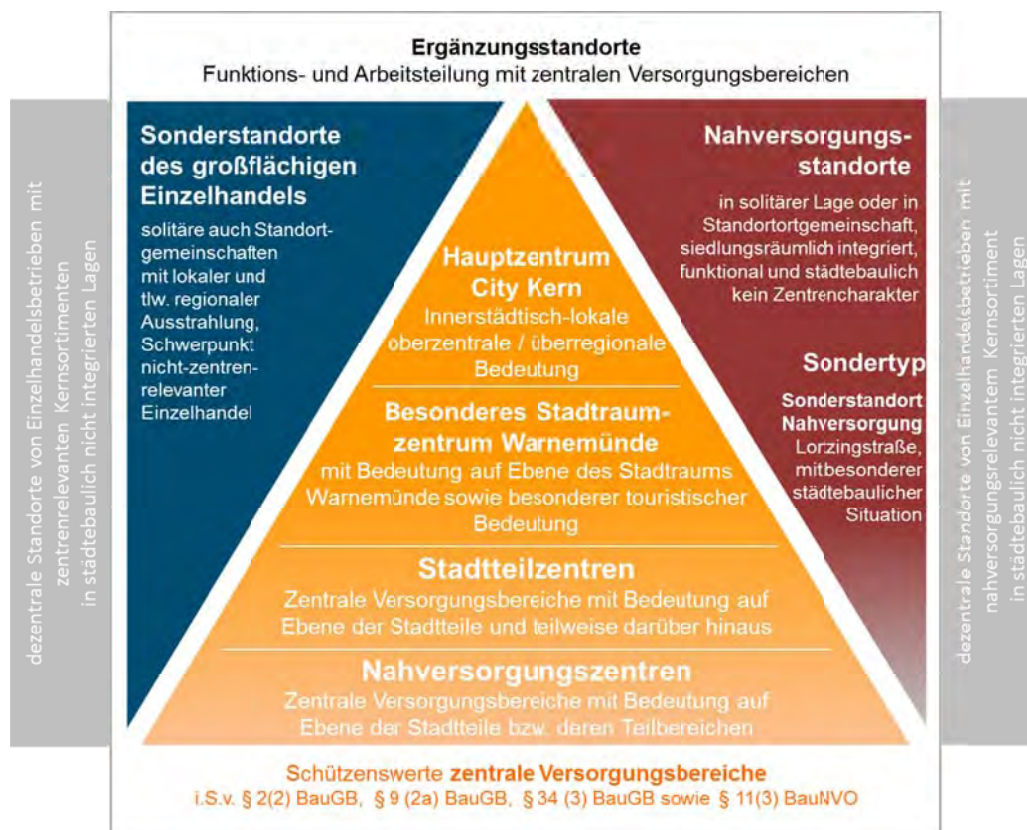 Ergänzungsstandorte
Funktions- und Arbeitsteilung mit zentralen Versorgungsbereichen
dezentrale Standorte von Einzelhandelsbetrieben mit
zentrenrelevanten Kernsortimenten
in städtebaulich nicht integrierten Lagen
Sonderstandorte
des großflächigen
Einzelhandels
solitäre auch Standort-
gemeinschaften
mit lokaler und
tlw. regionaler
Ausstrahlung,
Schwerpunkt
nicht-zentren-
relevanter
Einzelhandel
Hauptzentrum
City Kern
Innerstädtisch-lokale
oberzentrale / überregionale
Bedeutung
Besonderes Stadtraum-
zentrum Warnemünde
mit Bedeutung auf Ebene des Stadtraums
Warnemünde sowie besonderer touristischer
Bedeutung
Stadtteilzentren
Zentrale Versorgungsbereiche mit Bedeutung auf
Ebene der Stadtteile und teilweise darüber hinaus
Nahversorgungszentren
Zentrale Versorgungsbereiche mit Bedeutung auf
Ebene der Stadtteile bzw. deren Teilbereichen
Nahversorgungs-
standorte
in solitärer Lage oder in
Standortortgemeinschaft,
siedlungsräumlich integriert,
funktional und städtebaulich
kein Zentrencharakter
Sondertyp
Sonderstandort
Nahversorgung
Lorzingstraße,
mitbesonderer
städtebaulicher
Situation
dezentrale Standorte von Einzelhandelsbetrieben mit
nahversorgungsrelevantem Kernsortiment
in städtebaulich nicht integrierten Lagen
Schützenswerte zentrale Versorgungsbereiche
i.S.v. § 2(2) BauGB, § 9 (2a) BauGB, § 34 (3) BauGB sowie § 11(3) BauNVO